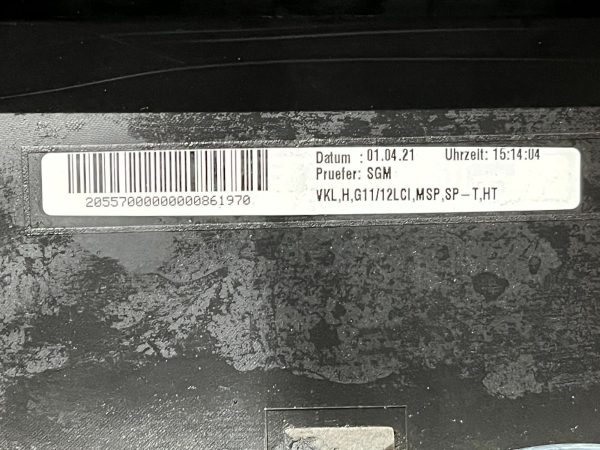 Datum : 01.04.21 Uhrzeit: 15:14:04
Pruefer: SGM
VKL,H,G11/12LCI,MSP,SP-T,HT
20557000000000861970